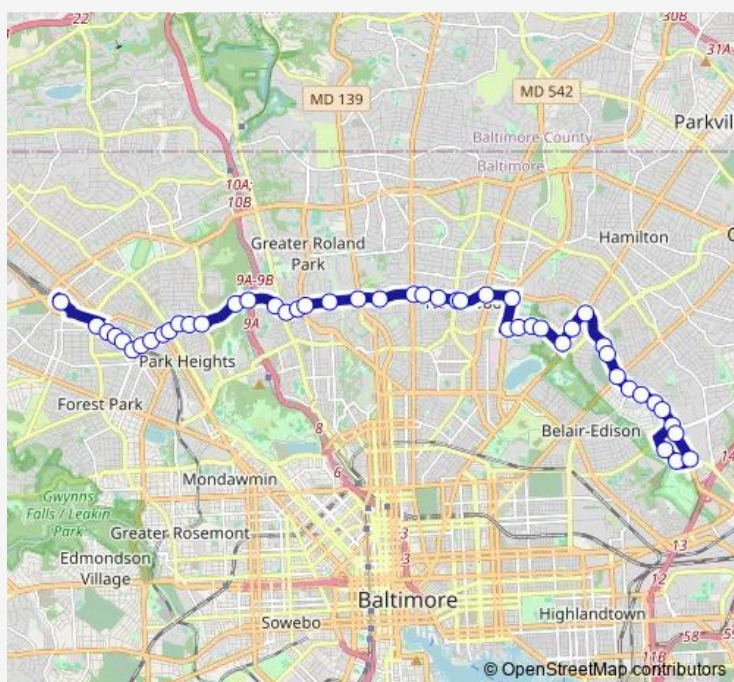 22
30B
31A
MD 139
MD 542
Parkvil
Baltimore County
Baltimore
10A;
10B
Hamilton
Greater Roland
Park
9A-9B
9A
Park Heights
Forest Park
8
Belair-Edison
6
14
Mondawmin
Gwynns
Falls / Leakin
Park
Greater Rosemont
3
3
13
Edmondson
Village
12
Baltimore
Highlandtown
Sowebo
58
59
11B
© OpenStreetMap contributors